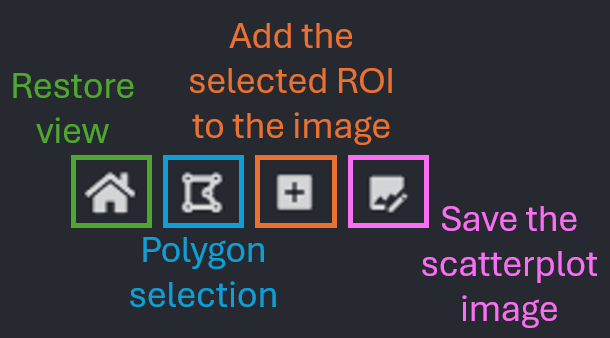 Add the
selected ROI
to the image
Restore
view
Polygon
selection
Save the
scatterplot
image